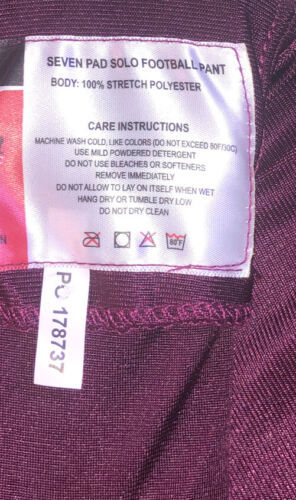 SEVEN PAD SOLO FOOTBALL PANT
BODY: 100% STRETCH POLYESTER
CARE INSTRUCTIONS
MACHINE WASH COLD, LIKE COLORS (DO NOT EXCEED 80F/30C)
USE MILD POWDERED DETERGENT
DO NOT USE BLEACHES OR SOFTENERS
REMOVE IMMEDIATELY
DO NOT ALLOW TO LAY ON ITSELF WHEN WET
HANG DRY OR TUMBLE DRY LOW
DO NOT DRY CLEAN
80°F
N
PO 178737